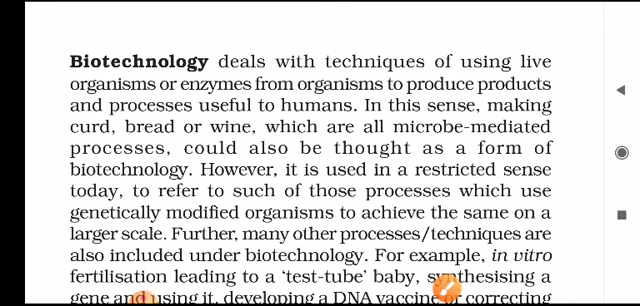 Biotechnology deals with techniques of using live
organisms or enzymes from organisms to produce products
and processes useful to humans. In this sense, making
curd, bread or wine, which are all microbe-mediated
processes, could also be thought as a form of
biotechnology. However, it is used in a restricted sense
today, to refer to such of those processes which use
genetically modified organisms to achieve the same on a
larger scale. Further, many other processes/techniques are
also included under biotechnology. For example, in vitro
fertilisation leading to a ‘test-tube’ baby, synthesising a
gene and using it, developing a DNA vaccine or correcting